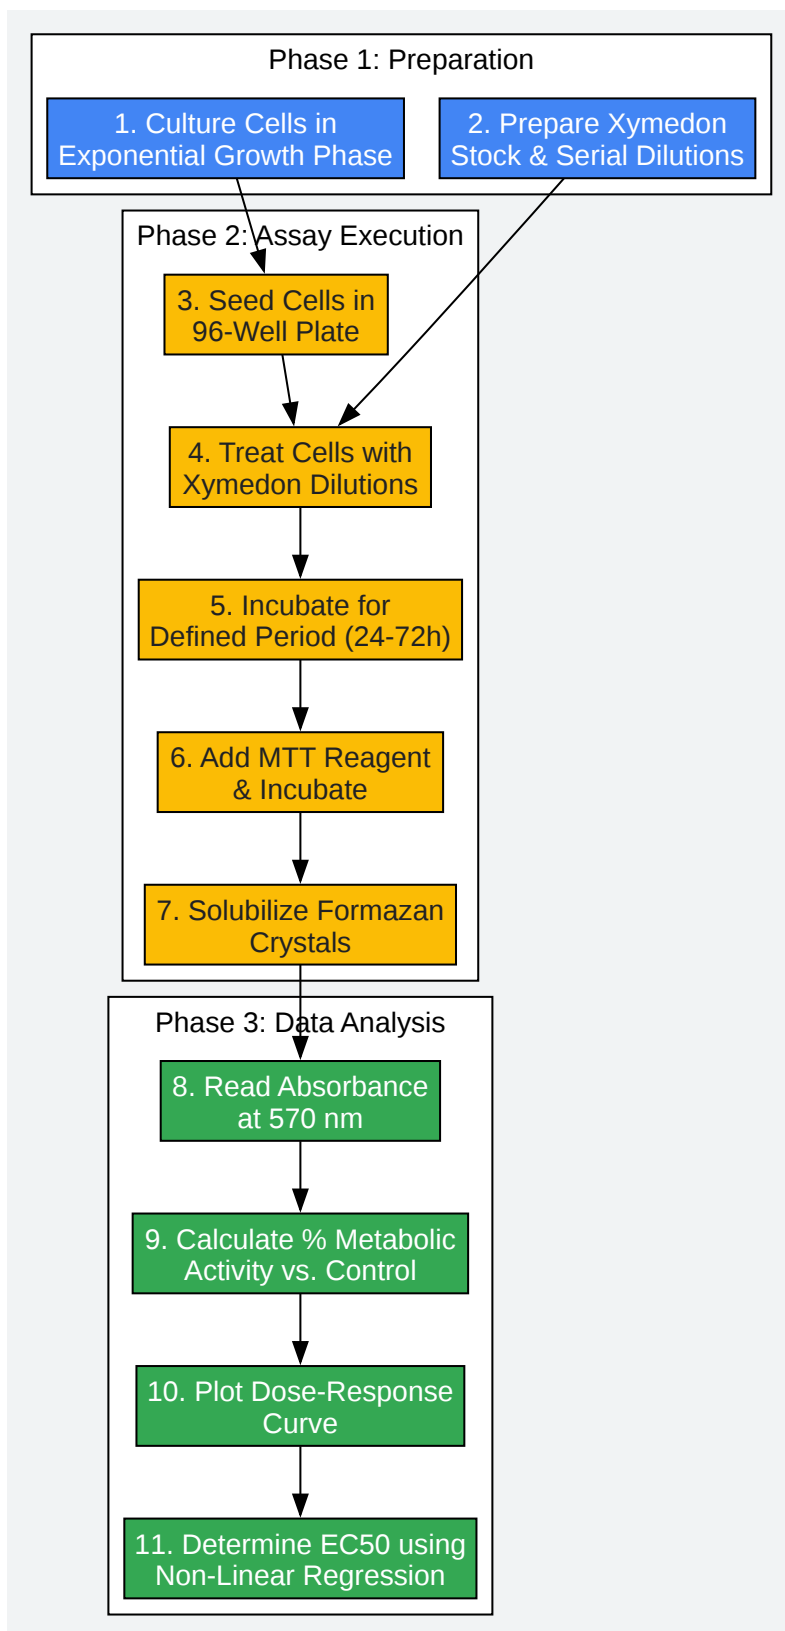 Phase 1: Preparation
1. Culture Cells in
Exponential Growth Phase
2. Prepare Xymedon
Stock & Serial Dilutions
Phase 2: Assay Execution
3. Seed Cells in
96-Well Plate
4. Treat Cells with
Xymedon Dilutions
5. Incubate for
Defined Period (24-72h)
6. Add MTT Reagent
& Incubate
7. Solubilize Formazan
Crystals
Phase 3: Data Analysis
8. Read Absorbance
at 570 nm
9. Calculate % Metabolic
Activity vs. Control
10. Plot Dose-Response
Curve
11. Determine EC50 using
Non-Linear Regression